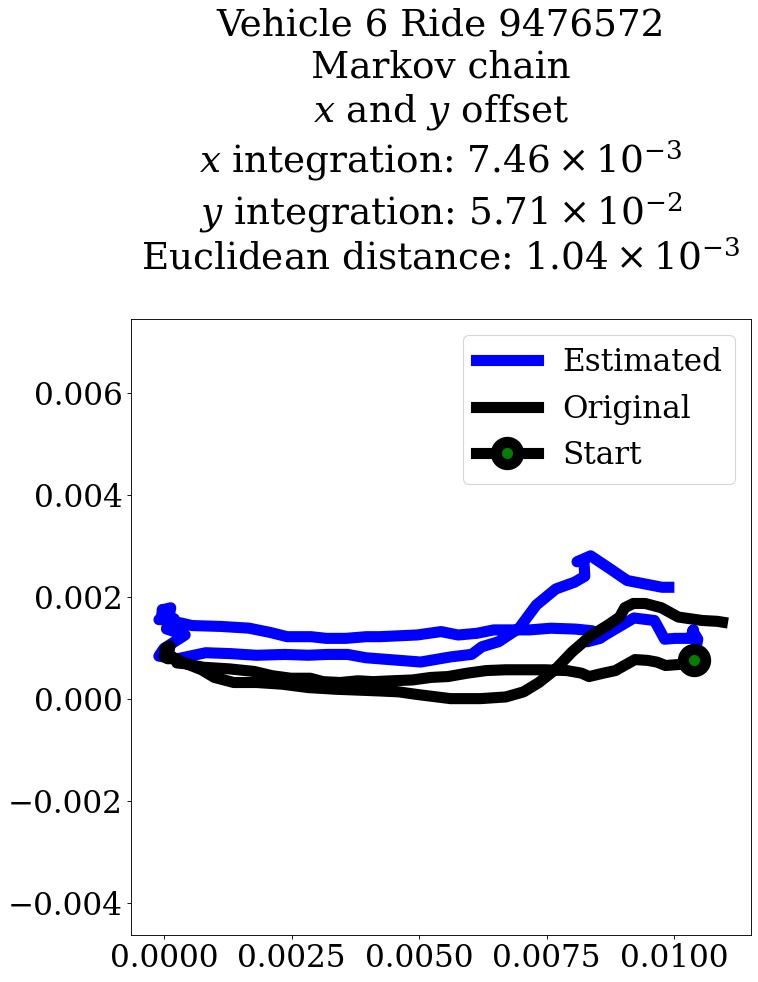 Vehicle 6 Ride 9476572
Markov chain
x and y offset
x integration: 7.46 × 10⁻³
y integration: 5.71 × 10⁻²
Euclidean distance: 1.04 × 10⁻³
Estimated
Original
Start
0.006
0.004
0.002
0.000
−0.002
−0.004
0.0000 0.0025 0.0050 0.0075 0.0100